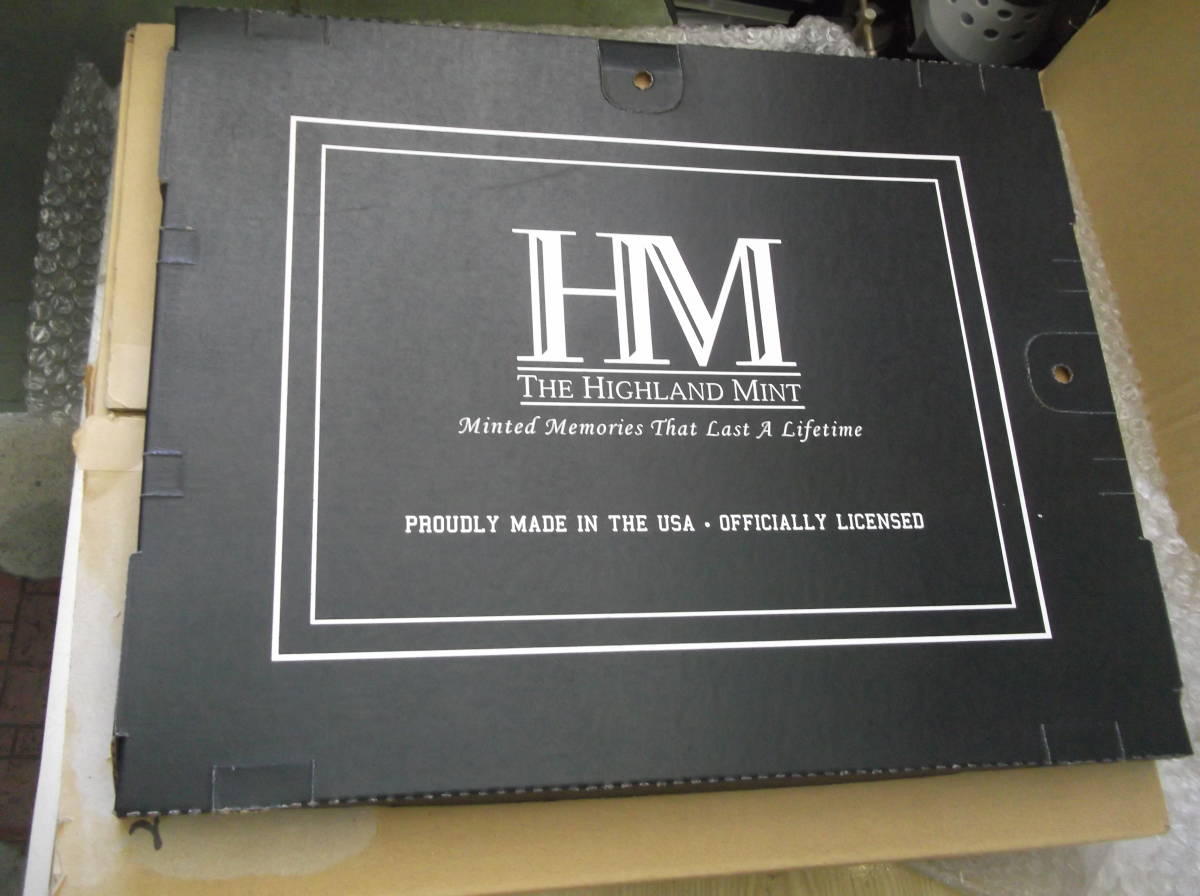 HM
THE HIGHLAND MINT
Minted Memories That Last A Lifetime
PROUDLY MADE IN THE USA • OFFICIALLY LICENSED